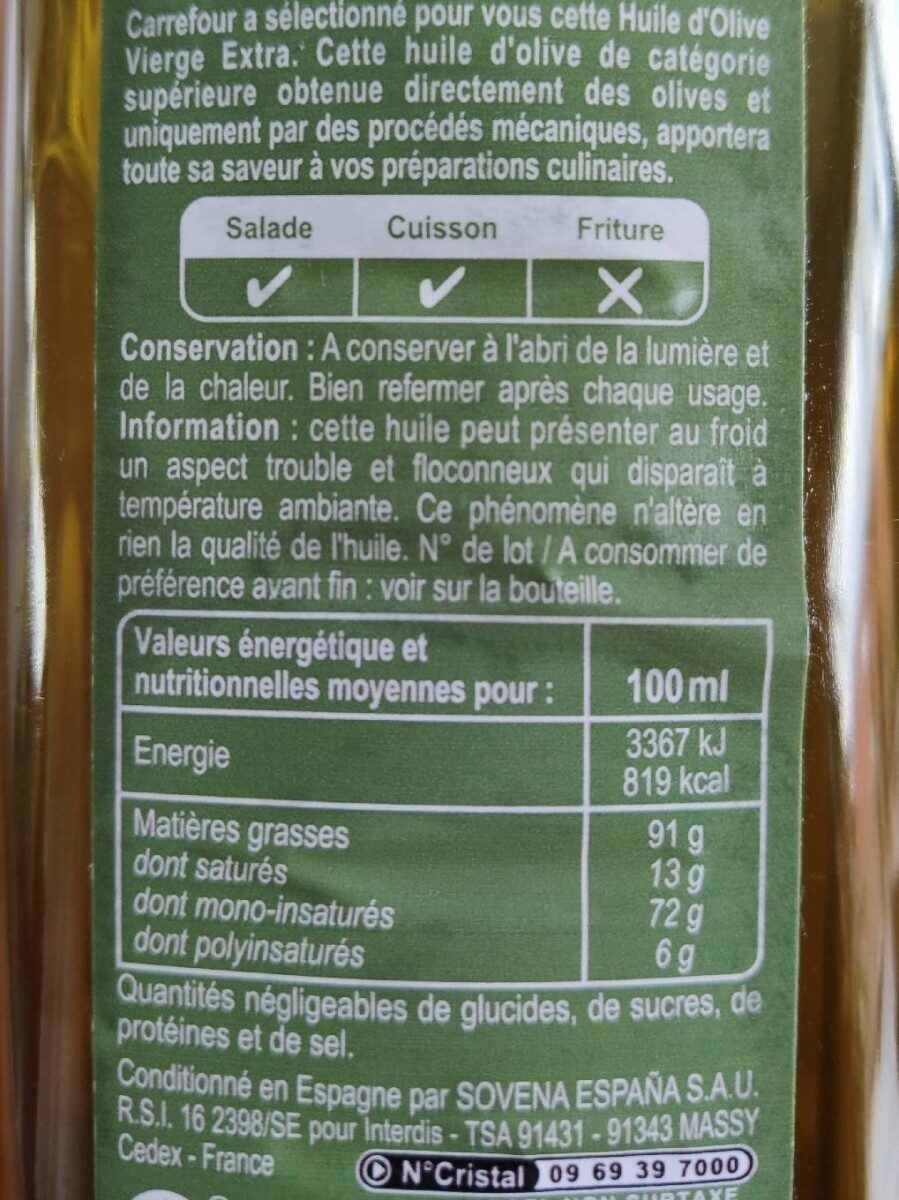 Carrefour a sélectionné pour vous cette Huile d'Olive
Vierge Extra. Cette huile d'olive de catégorie
supérieure obtenue directement des olives et
uniquement par des procédés mécaniques, apportera
toute sa saveur à vos préparations culinaires.
Salade Cuisson Friture
✓ ✓ X
Conservation : A conserver à l'abri de la lumière et
de la chaleur. Bien refermer après chaque usage.
Information : cette huile peut présenter au froid
un aspect trouble et floconneux qui disparaît à
température ambiante. Ce phénomène n'altère en
rien la qualité de l'huile. N° de lot / A consommer de
préférence avant fin : voir sur la bouteille.
Valeurs énergétique et
nutritionnelles moyennes pour : 100 ml
Energie 3367 kJ
819 kcal
Matières grasses 91 g
dont saturés 13 g
dont mono-insaturés 72 g
dont polyinsaturés 6 g
Quantités négligeables de glucides, de sucres, de
protéines et de sel.
Conditionné en Espagne par SOVENA ESPAÑA S.A.U.
R.S.I. 16 2398/SE pour Interdis - TSA 91431 - 91343 MASSY
Cedex - France
N°Cristal 09 69 39 7000
NON SURTAXE